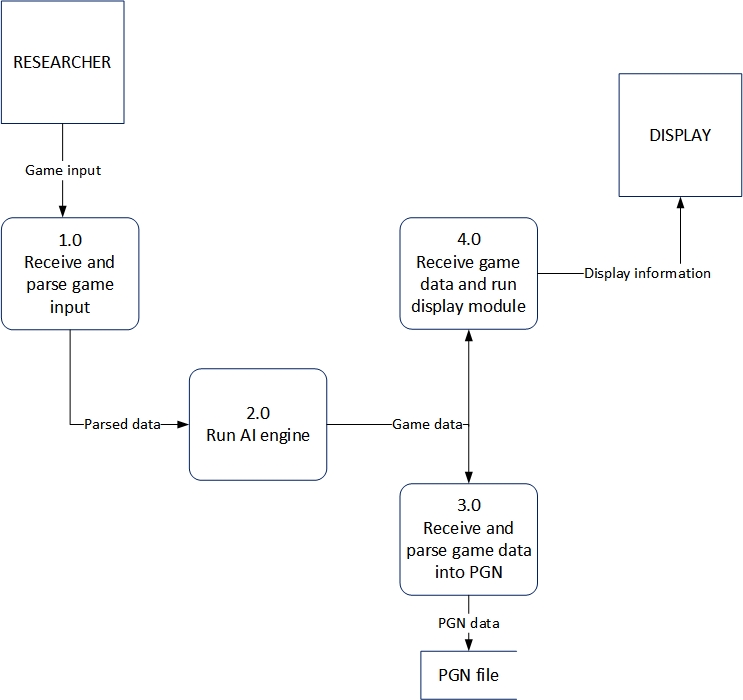 RESEARCHER
DISPLAY
Game input
1.0
Receive and
parse game
input
4.0
Receive game
data and run
display module
Display information
Parsed data
2.0
Run AI engine
Game data
3.0
Receive and
parse game data
into PGN
PGN data
PGN file